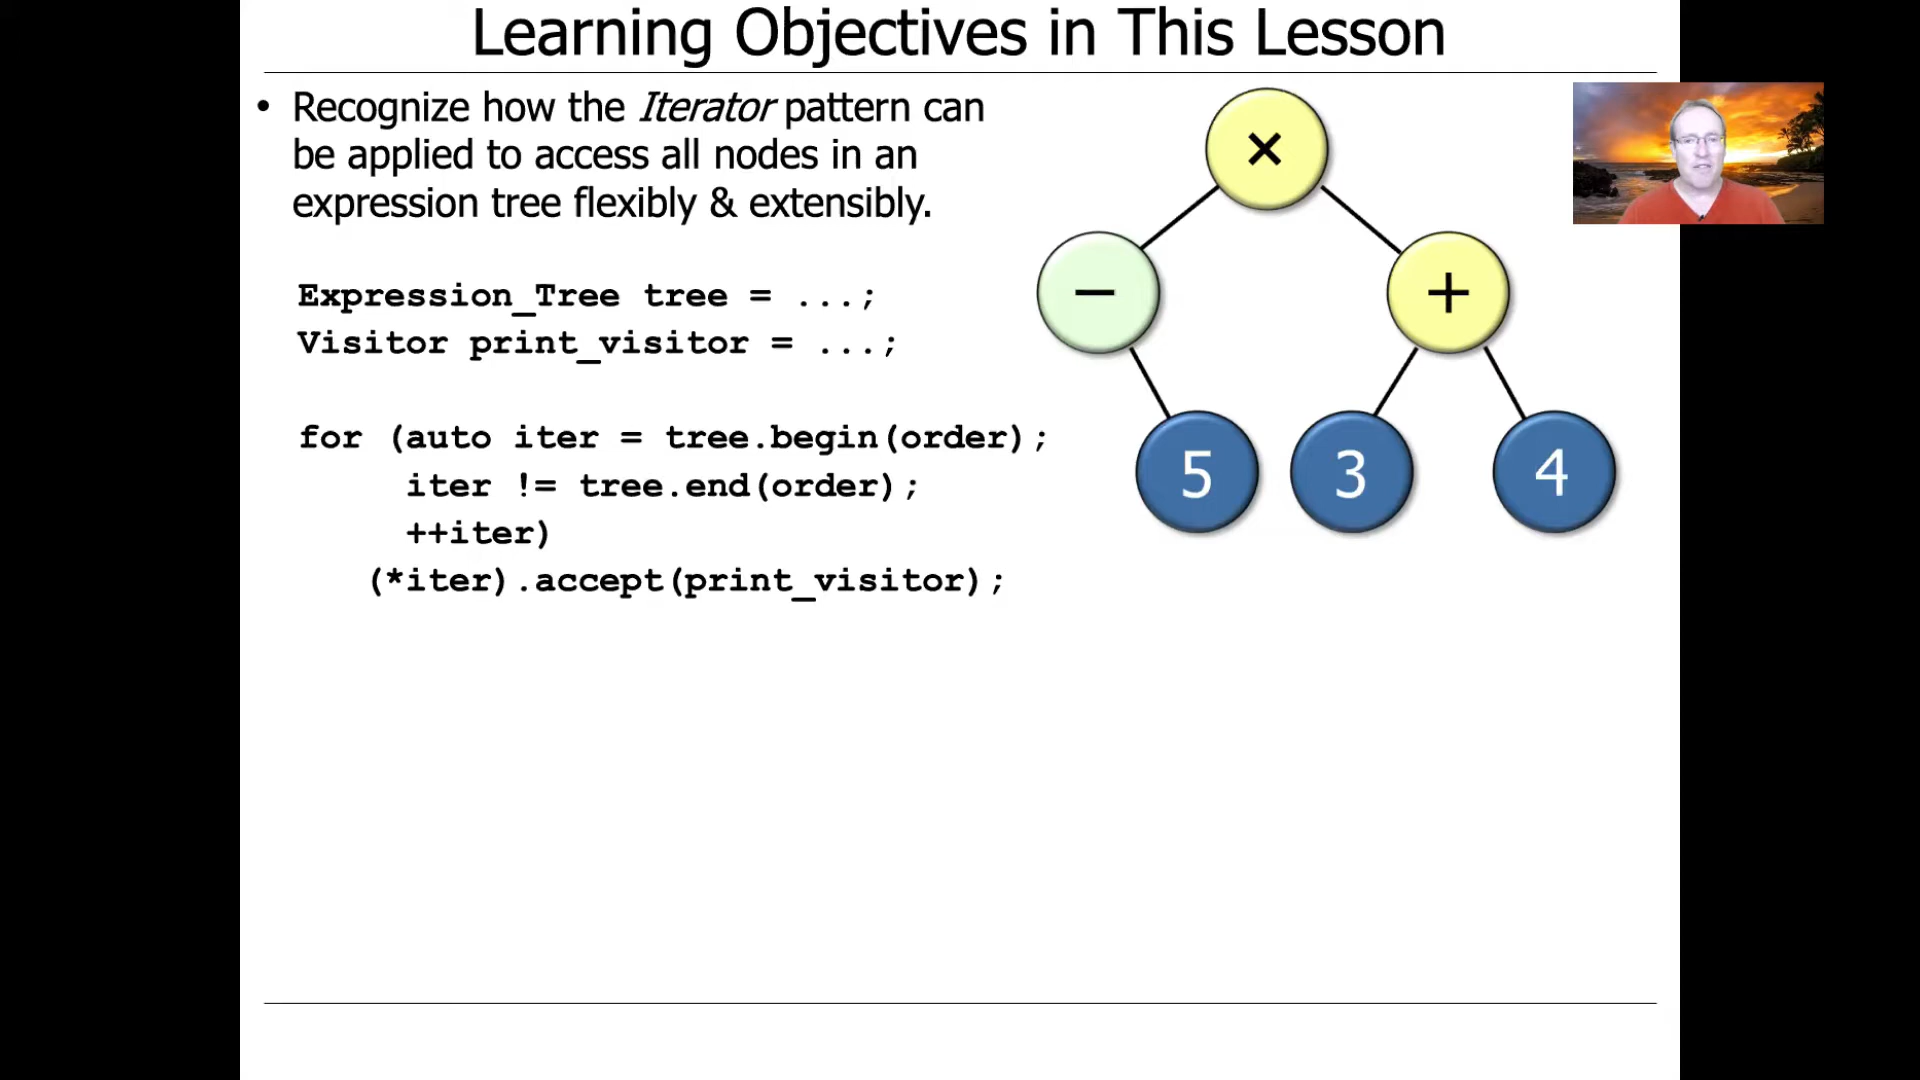 Learning Objectives in This Lesson
• Recognize how the Iterator pattern can
be applied to access all nodes in an
expression tree flexibly & extensibly.
Expression_Tree tree = ...;
Visitor print_visitor = ...;
for (auto iter = tree.begin(order);
iter != tree.end(order);
++iter)
(*iter).accept(print_visitor);
×
− +
5 3 4